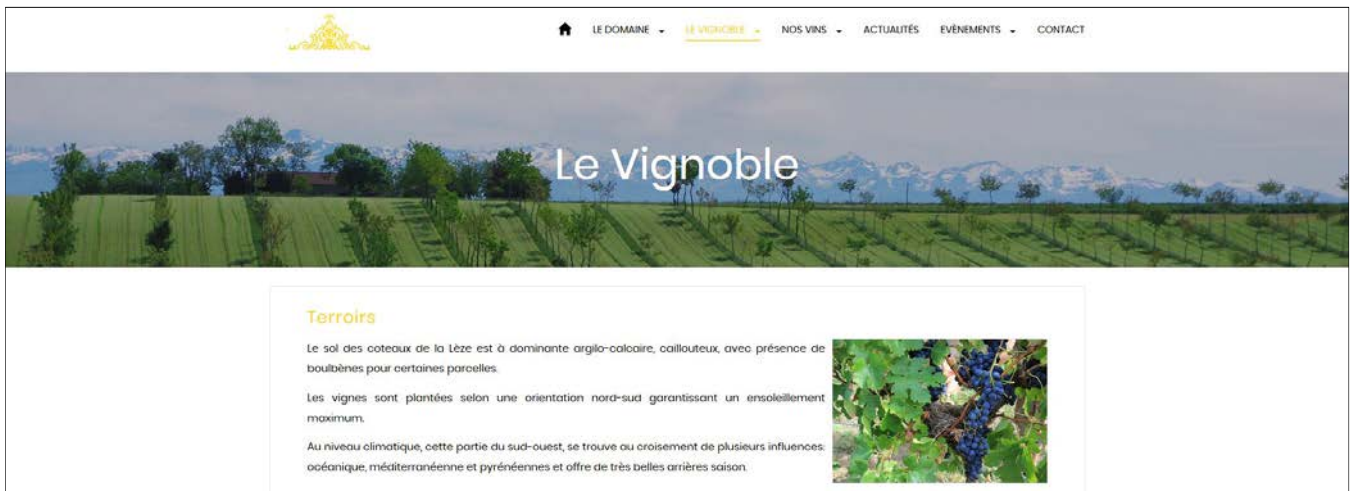 LE DOMAINE LE VIGNOBLE NOS VINS ACTUALITÉS EVÈNEMENTS CONTACT
Le Vignoble
Terroirs
Le sol des coteaux de la Lèze est à dominante argilo-calcaire, caillouteux, avec présence de
boulbènes pour certaines parcelles.
Les vignes sont plantées selon une orientation nord-sud garantissant un ensoleillement
maximum.
Au niveau climatique, cette partie du sud-ouest, se trouve au croisement de plusieurs influences:
océanique, méditerranéenne et pyrénéennes et offre de très belles arrières saison.